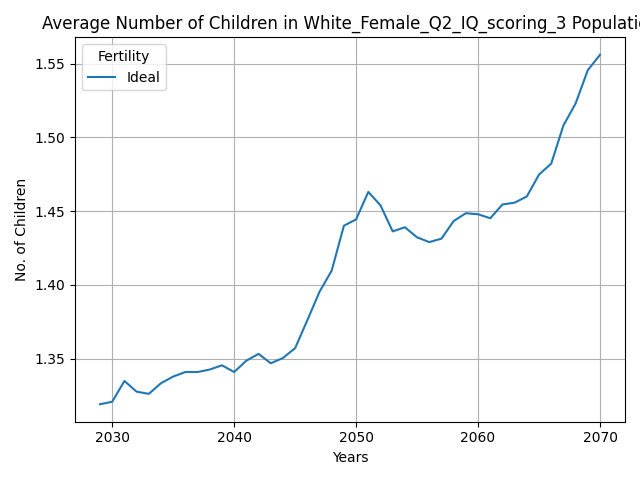 Average Number of Children in White_Female_Q2_IQ_scoring_3 Populatio
Fertility
Ideal
1.55
1.50
1.45
1.40
1.35
No. of Children
2030 2040 2050 2060 2070
Years